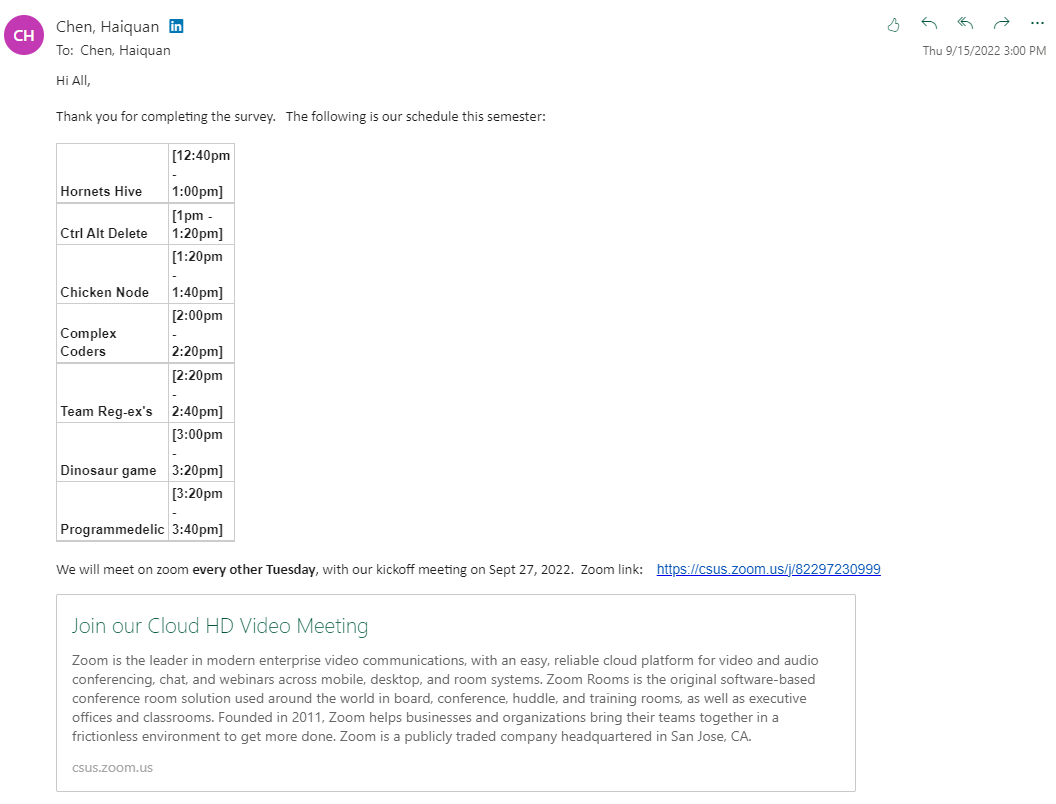 CH
Chen, Haiquan in
To: Chen, Haiquan
Thu 9/15/2022 3:00 PM
Hi All,
Thank you for completing the survey. The following is our schedule this semester:
Hornets Hive [12:40pm - 1:00pm]
Ctrl Alt Delete [1pm - 1:20pm]
Chicken Node [1:20pm - 1:40pm]
Complex Coders [2:00pm - 2:20pm]
Team Reg-ex's [2:20pm - 2:40pm]
Dinosaur game [3:00pm - 3:20pm]
Programmedelic [3:20pm - 3:40pm]
We will meet on zoom every other Tuesday, with our kickoff meeting on Sept 27, 2022. Zoom link: https://csus.zoom.us/j/82297230999
Join our Cloud HD Video Meeting
Zoom is the leader in modern enterprise video communications, with an easy, reliable cloud platform for video and audio
conferencing, chat, and webinars across mobile, desktop, and room systems. Zoom Rooms is the original software-based
conference room solution used around the world in board, conference, huddle, and training rooms, as well as executive
offices and classrooms. Founded in 2011, Zoom helps businesses and organizations bring their teams together in a
frictionless environment to get more done. Zoom is a publicly traded company headquartered in San Jose, CA.
csus.zoom.us